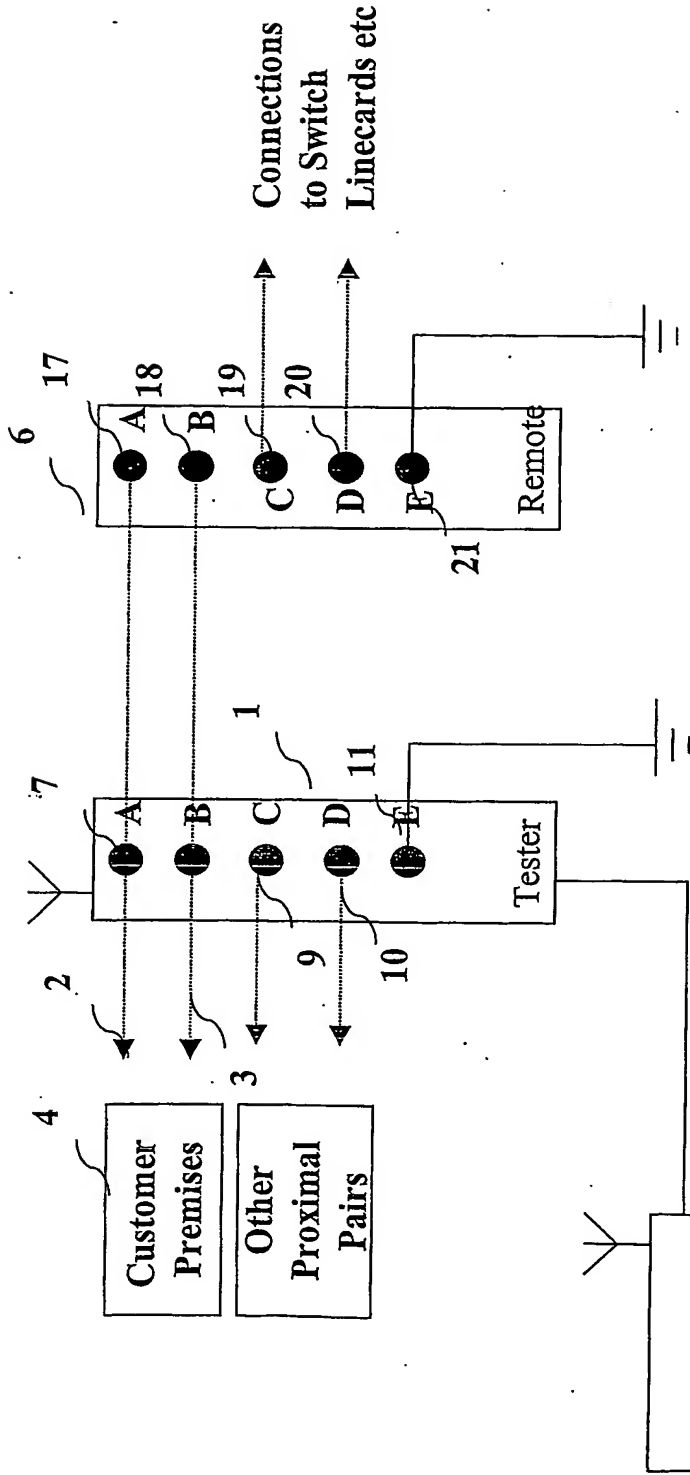 6
17
A
18
B
19
C
20
D
E
21
Remote
Connections
to Switch
Linecards etc
7
A
B
1
C
D
11
E
9
10
Tester
2
3
4
Customer
Premises
Other
Proximal
Pairs